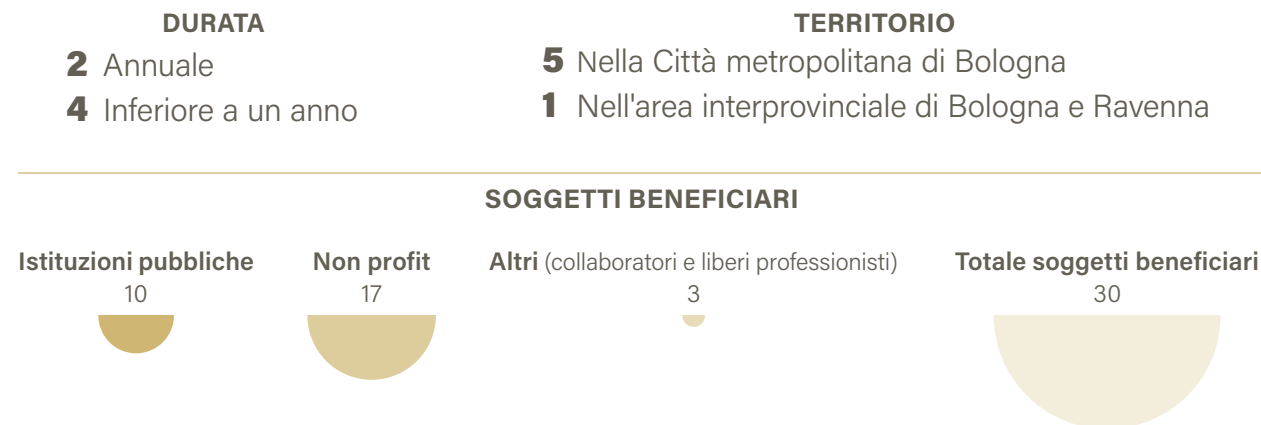 DURATA
2 Annuale
4 Inferiore a un anno
TERRITORIO
5 Nella Città metropolitana di Bologna
1 Nell'area interprovinciale di Bologna e Ravenna
SOGGETTI BENEFICIARI
Istituzioni pubbliche
10
Non profit
17
Altri (collaboratori e liberi professionisti)
3
Totale soggetti beneficiari
30